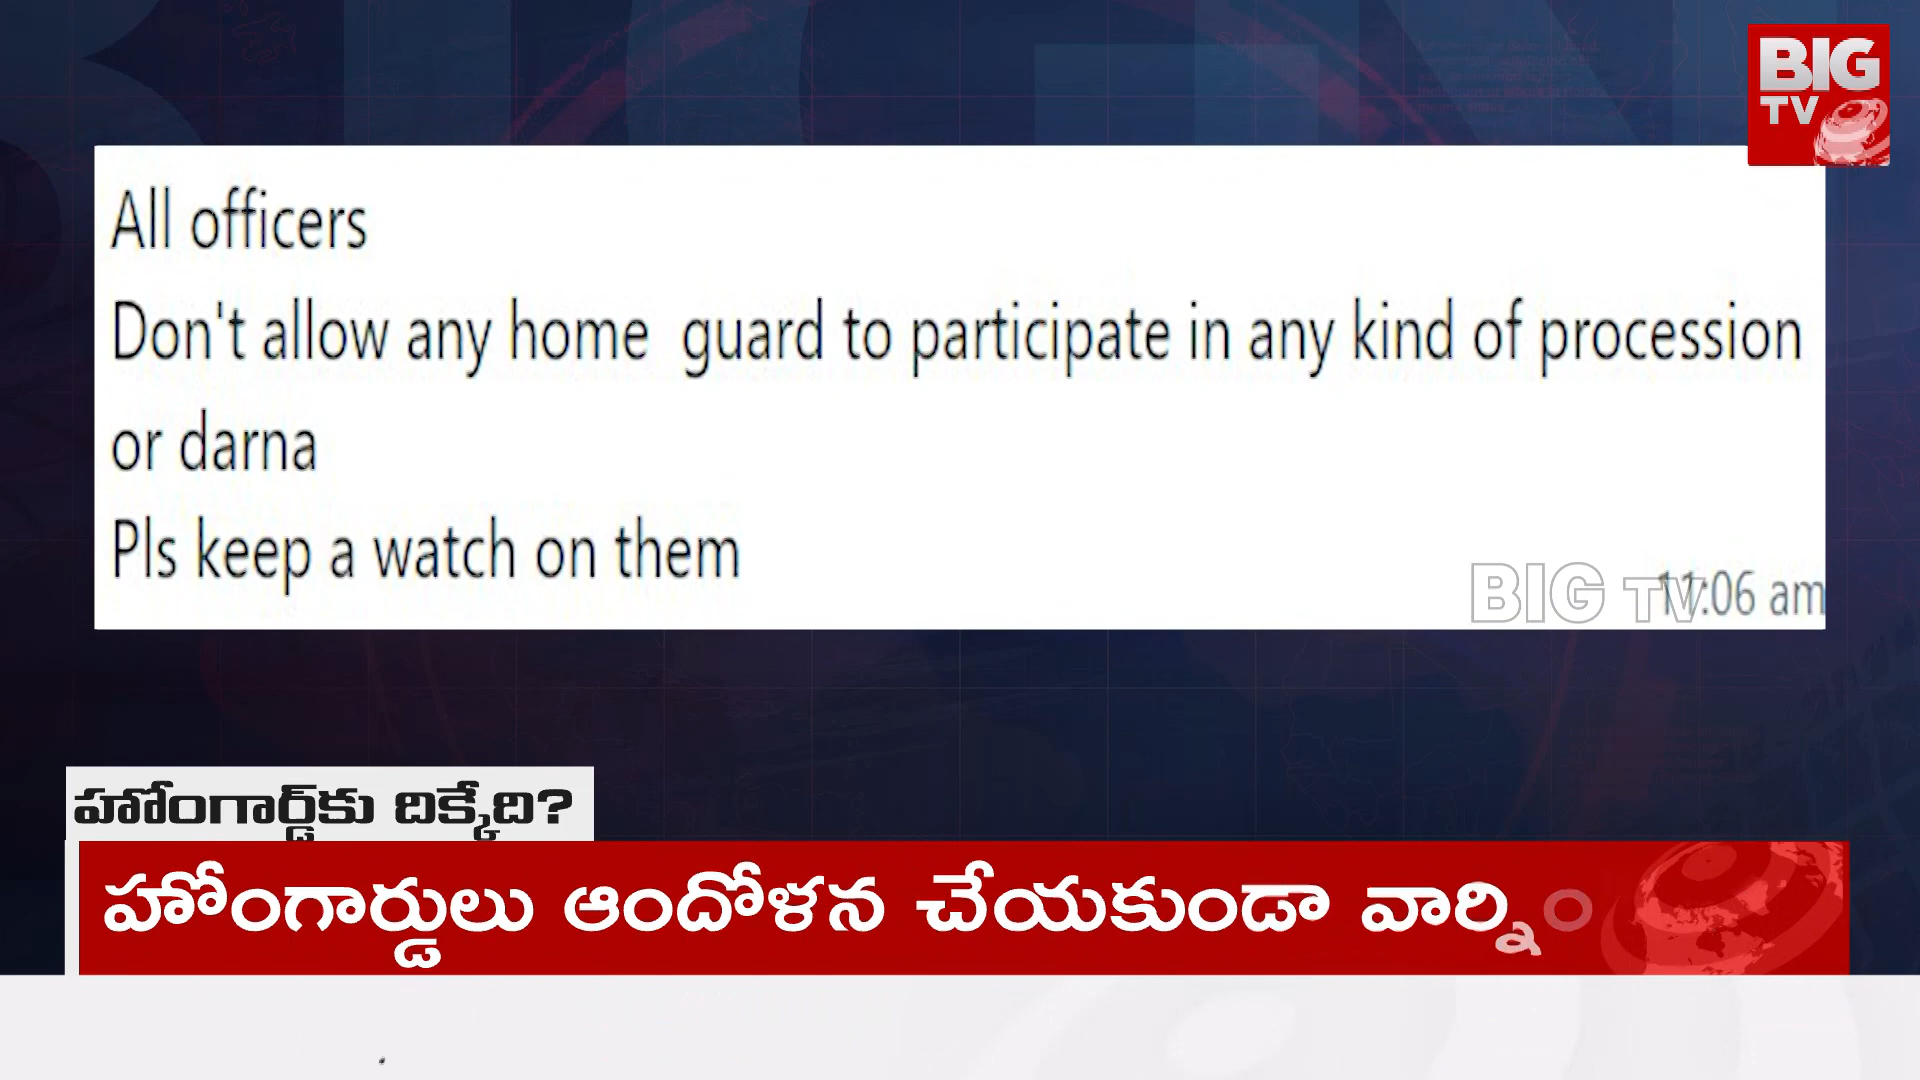 BIG
TV
All officers
Don't allow any home guard to participate in any kind of procession
or darna
Pls keep a watch on them
BIG TV
11:06 am
హోంగార్డ్‌కు దిక్కేది?
హోంగార్డులు ఆందోళన చేయకుండా వార్నిం